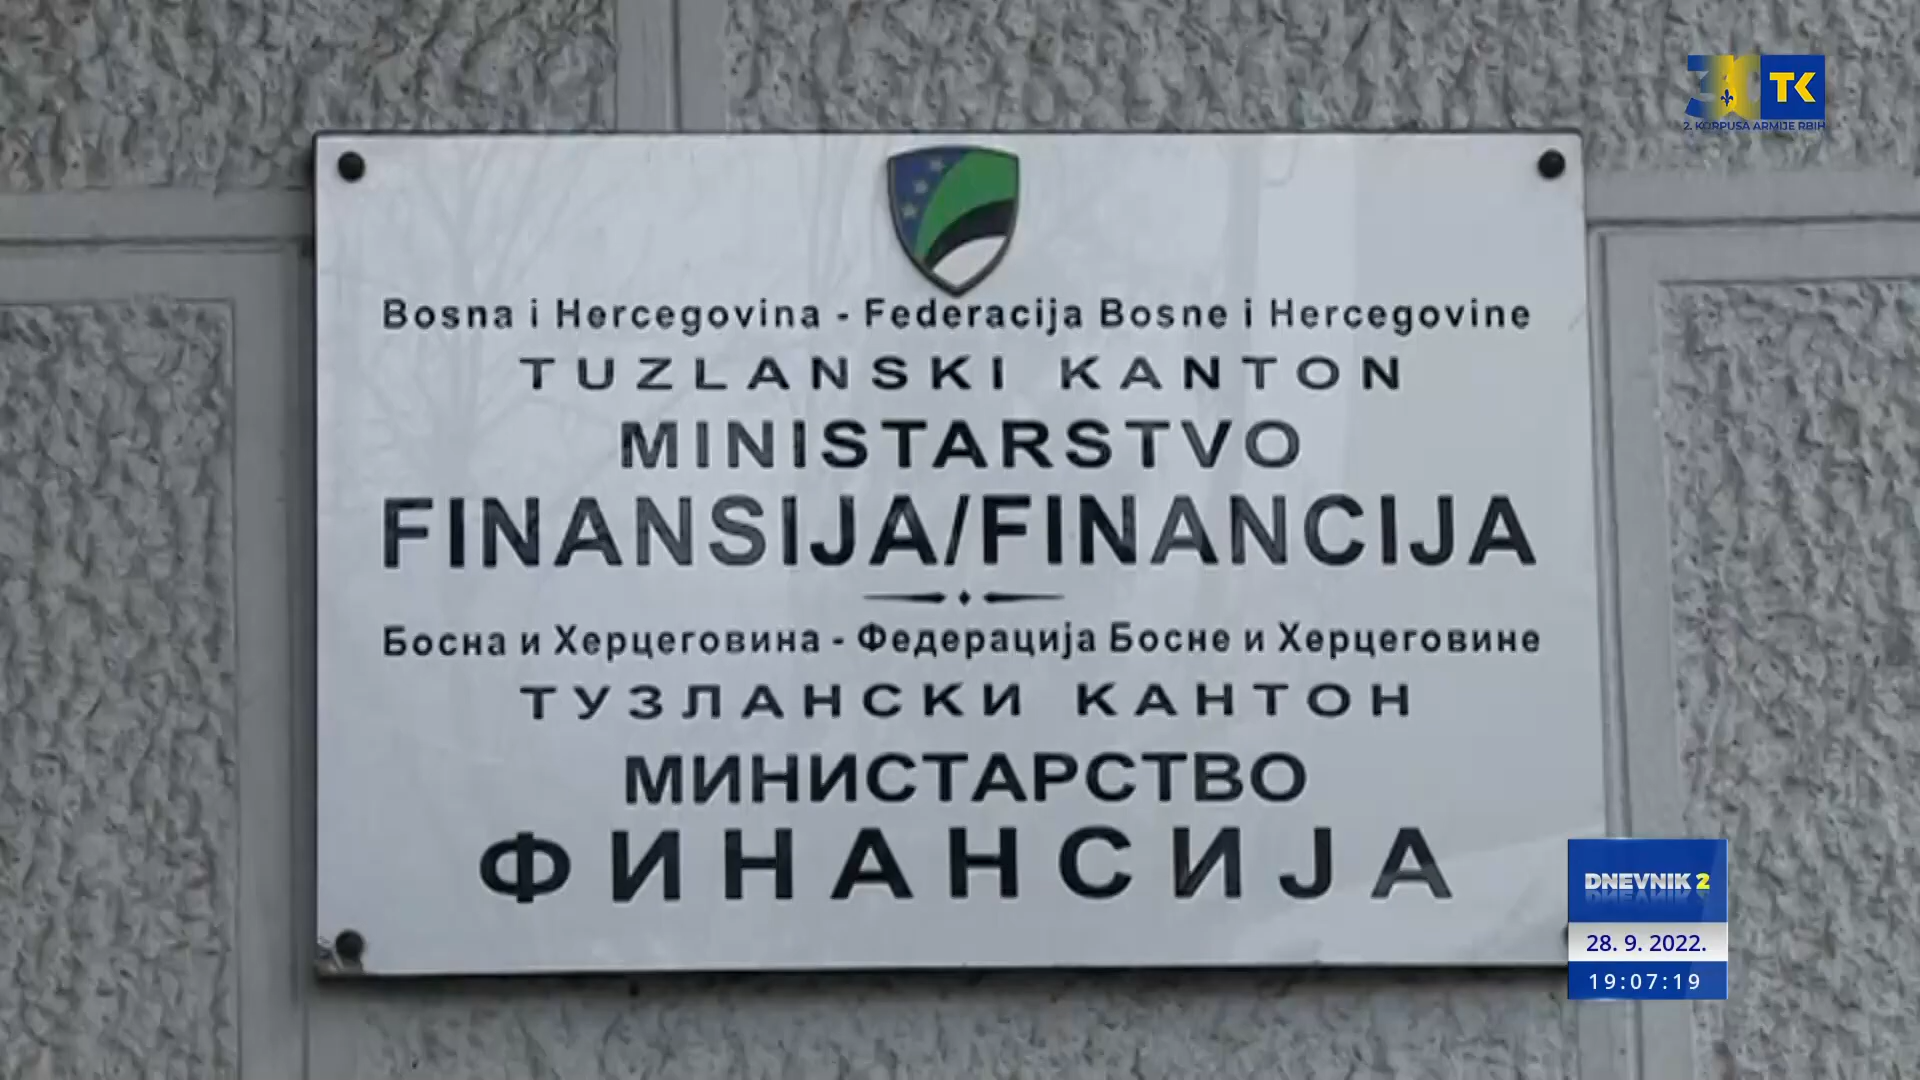 30 TK
2. KORPUSA ARMIJE RBIH
Bosna i Hercegovina - Federacija Bosne i Hercegovine
TUZLANSKI KANTON
MINISTARSTVO
FINANSIJA/FINANCIJA
Босна и Херцеговина - Федерација Босне и Херцеговине
ТУЗЛАНСКИ КАНТОН
МИНИСТАРСТВО
ФИНАНСИЈА
DNEVNIK 2
28. 9. 2022.
19:07:19